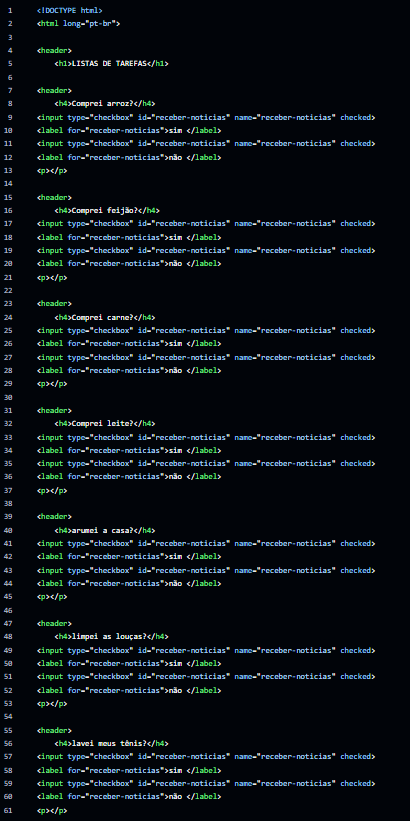 1 <!DOCTYPE html>
2 <html long="pt-br">
3
4 <header>
5 <h1>LISTAS DE TAREFAS</h1>
6
7 <header>
8 <h4>Comprei arroz?</h4>
9 <input type="checkbox" id="receber-noticias" name="receber-noticias" checked>
10 <label for="receber-noticias">sim </label>
11 <input type="checkbox" id="receber-noticias" name="receber-noticias" checked>
12 <label for="receber-noticias">não </label>
13 <p></p>
14
15 <header>
16 <h4>Comprei feijão?</h4>
17 <input type="checkbox" id="receber-noticias" name="receber-noticias" checked>
18 <label for="receber-noticias">sim </label>
19 <input type="checkbox" id="receber-noticias" name="receber-noticias" checked>
20 <label for="receber-noticias">não </label>
21 <p></p>
22
23 <header>
24 <h4>Comprei carne?</h4>
25 <input type="checkbox" id="receber-noticias" name="receber-noticias" checked>
26 <label for="receber-noticias">sim </label>
27 <input type="checkbox" id="receber-noticias" name="receber-noticias" checked>
28 <label for="receber-noticias">não </label>
29 <p></p>
30
31 <header>
32 <h4>Comprei leite?</h4>
33 <input type="checkbox" id="receber-noticias" name="receber-noticias" checked>
34 <label for="receber-noticias">sim </label>
35 <input type="checkbox" id="receber-noticias" name="receber-noticias" checked>
36 <label for="receber-noticias">não </label>
37 <p></p>
38
39 <header>
40 <h4>arumei a casa?</h4>
41 <input type="checkbox" id="receber-noticias" name="receber-noticias" checked>
42 <label for="receber-noticias">sim </label>
43 <input type="checkbox" id="receber-noticias" name="receber-noticias" checked>
44 <label for="receber-noticias">não </label>
45 <p></p>
46
47 <header>
48 <h4>limpei as louças?</h4>
49 <input type="checkbox" id="receber-noticias" name="receber-noticias" checked>
50 <label for="receber-noticias">sim </label>
51 <input type="checkbox" id="receber-noticias" name="receber-noticias" checked>
52 <label for="receber-noticias">não </label>
53 <p></p>
54
55 <header>
56 <h4>lavei meus tênis?</h4>
57 <input type="checkbox" id="receber-noticias" name="receber-noticias" checked>
58 <label for="receber-noticias">sim </label>
59 <input type="checkbox" id="receber-noticias" name="receber-noticias" checked>
60 <label for="receber-noticias">não </label>
61 <p></p>